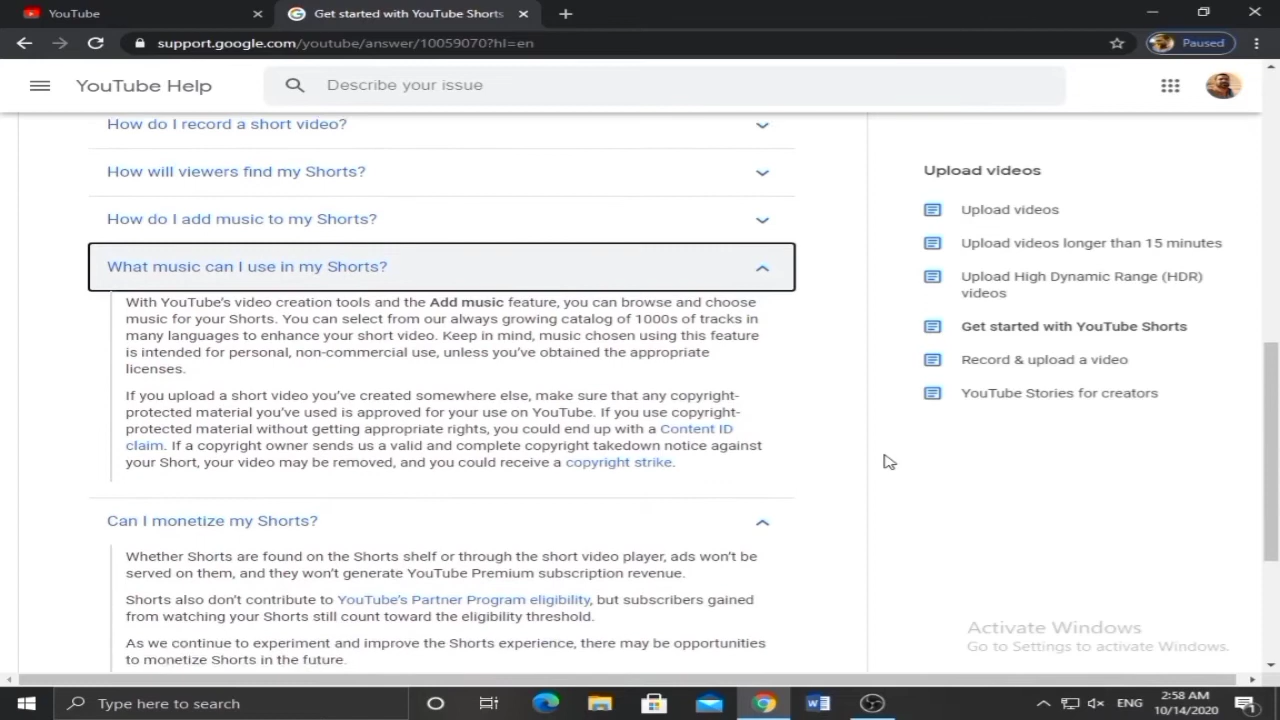 YouTube
Get started with YouTube Shorts
support.google.com/youtube/answer/10059070?hl=en
Paused
YouTube Help
Describe your issue
How do I record a short video?
How will viewers find my Shorts?
How do I add music to my Shorts?
What music can I use in my Shorts?
With YouTube's video creation tools and the Add music feature, you can browse and choose
music for your Shorts. You can select from our always growing catalog of 1000s of tracks in
many languages to enhance your short video. Keep in mind, music chosen using this feature
is intended for personal, non-commercial use, unless you've obtained the appropriate
licenses.
If you upload a short video you've created somewhere else, make sure that any copyright-
protected material you've used is approved for your use on YouTube. If you use copyright-
protected material without getting appropriate rights, you could end up with a Content ID
claim. If a copyright owner sends us a valid and complete copyright takedown notice against
your Short, your video may be removed, and you could receive a copyright strike.
Can I monetize my Shorts?
Whether Shorts are found on the Shorts shelf or through the short video player, ads won't be
served on them, and they won't generate YouTube Premium subscription revenue.
Shorts also don't contribute to YouTube's Partner Program eligibility, but subscribers gained
from watching your Shorts still count toward the eligibility threshold.
As we continue to experiment and improve the Shorts experience, there may be opportunities
to monetize Shorts in the future.
Upload videos
Upload videos
Upload videos longer than 15 minutes
Upload High Dynamic Range (HDR)
videos
Get started with YouTube Shorts
Record & upload a video
YouTube Stories for creators
Activate Windows
Go to Settings to activate Windows.
Type here to search
ENG
2:58 AM
10/14/2020
1